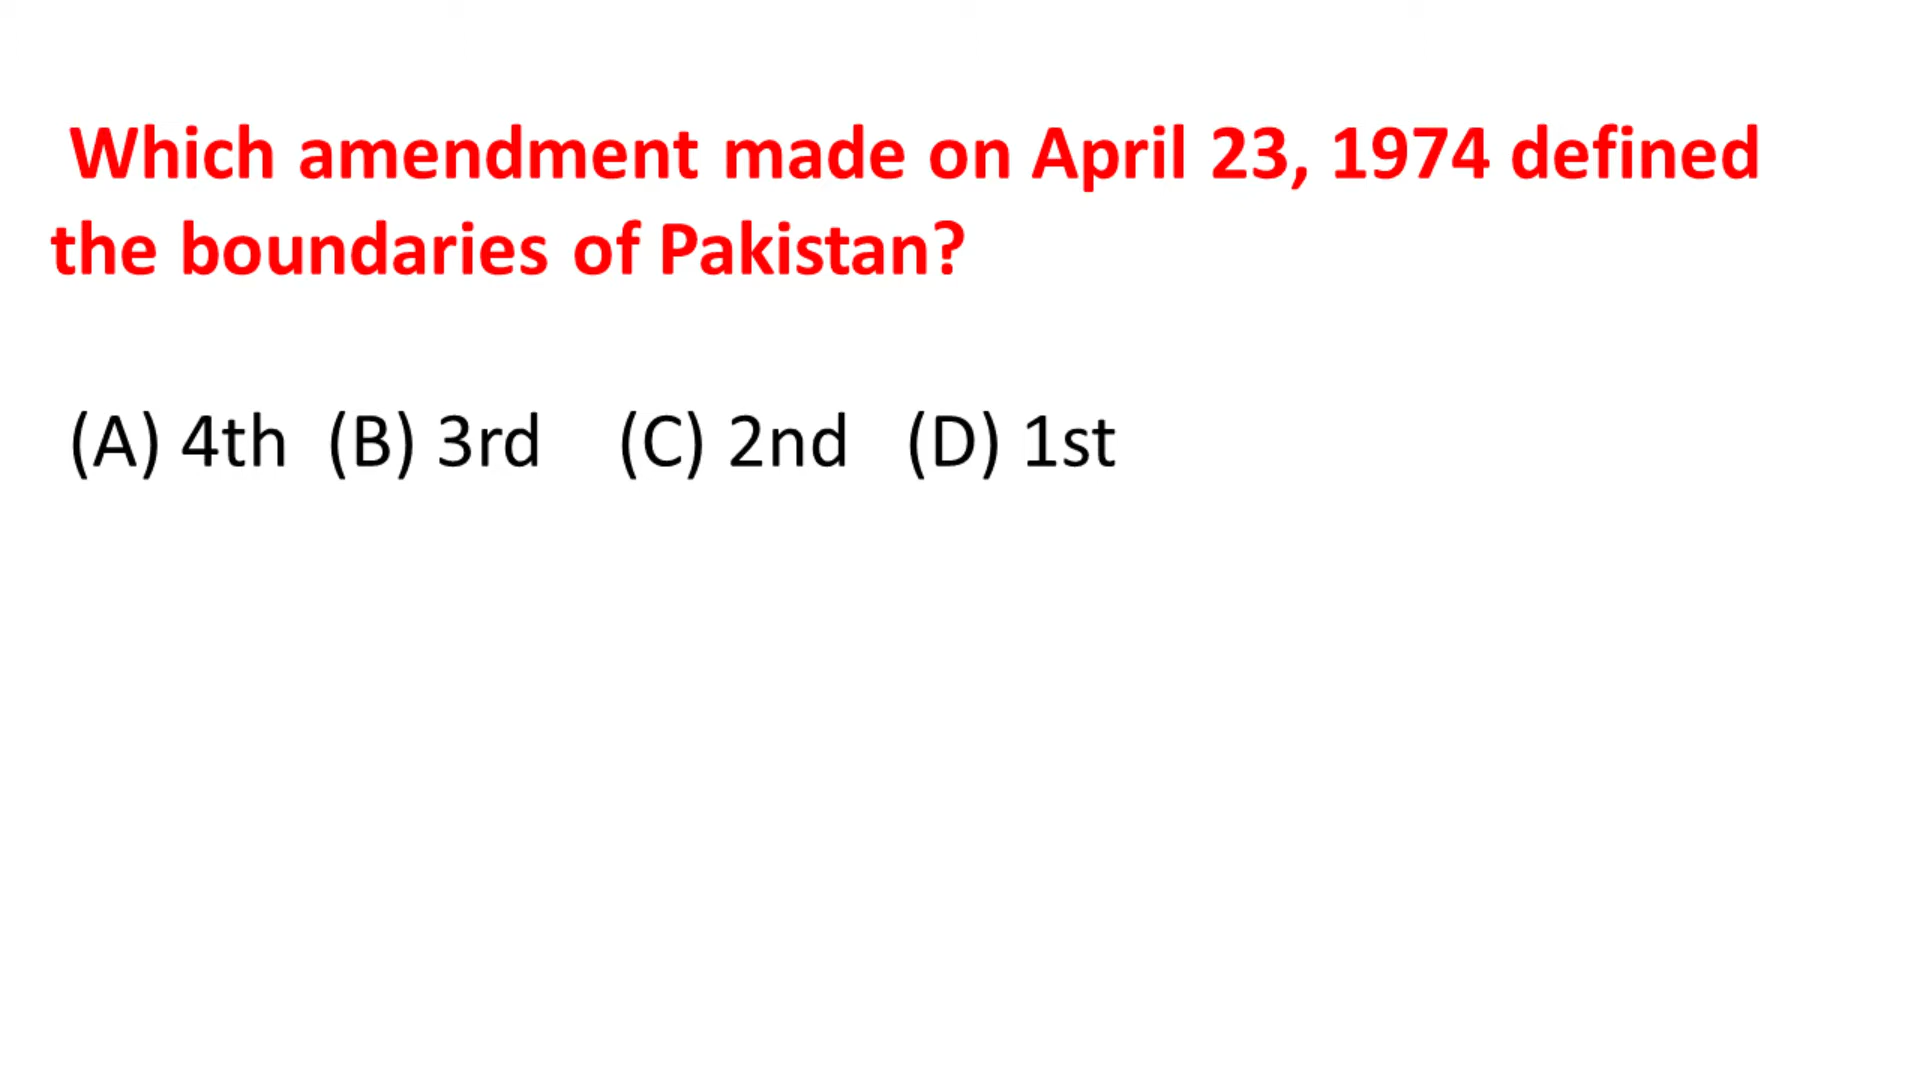 Which amendment made on April 23, 1974 defined
the boundaries of Pakistan?
(A) 4th (B) 3rd (C) 2nd (D) 1st